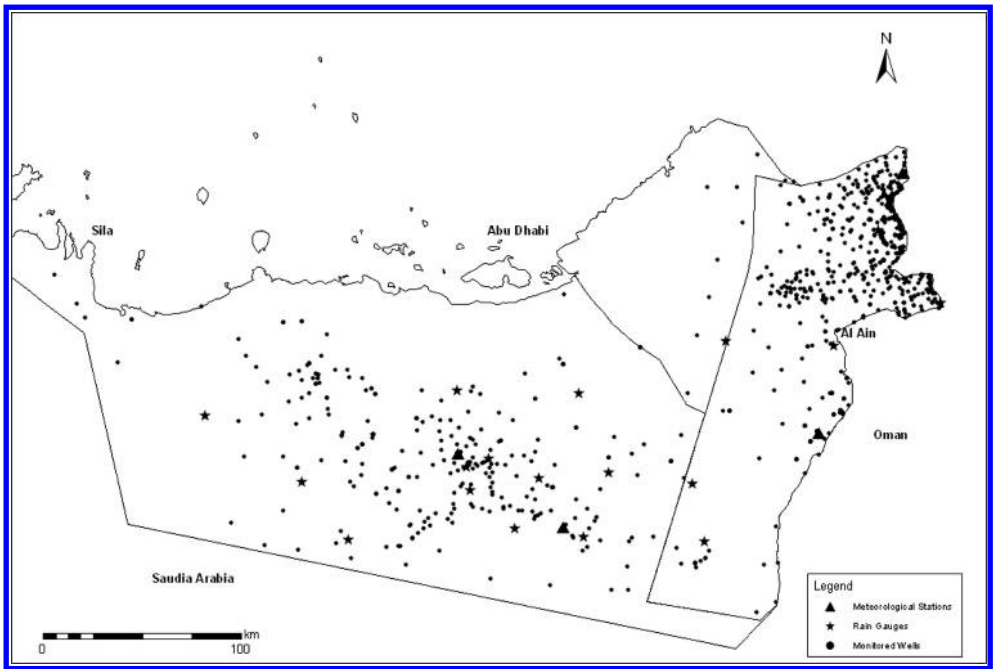 N
Sila
Abu Dhabi
Al Ain
Oman
Saudia Arabia
Legend
Meteorological Stations
Rain Gauges
Monitored Wells
km
0 100